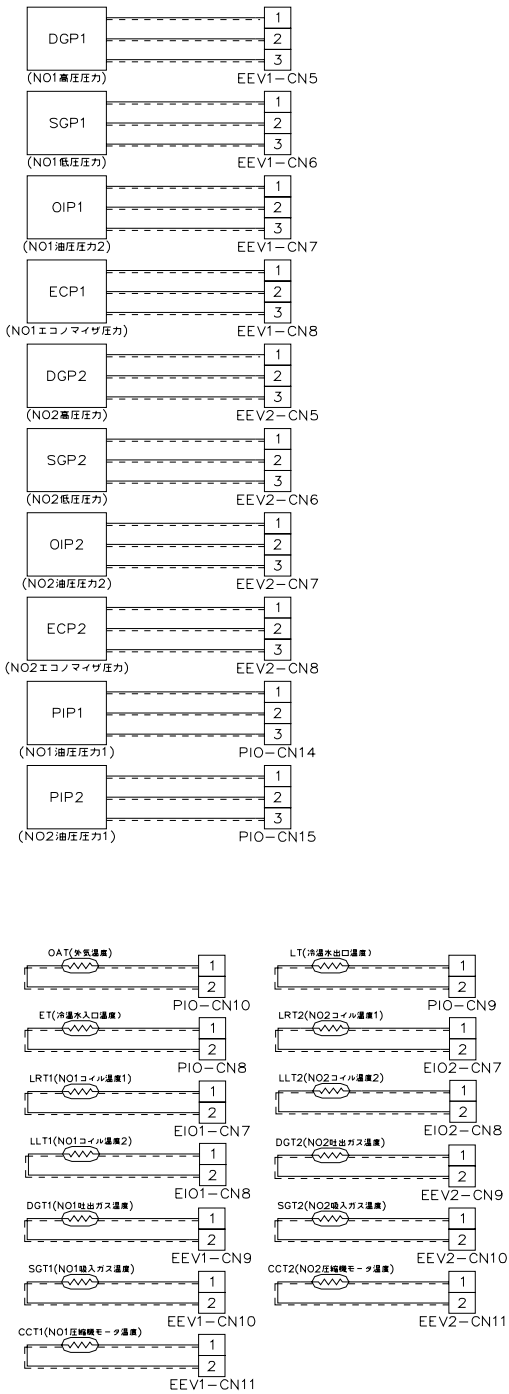 DGP1
1
2
3
(NO1高圧圧力)
EEV1-CN5
SGP1
1
2
3
(NO1低圧圧力)
EEV1-CN6
OIP1
1
2
3
(NO1油圧圧力2)
EEV1-CN7
ECP1
1
2
3
(NO1エコノマイザ圧力)
EEV1-CN8
DGP2
1
2
3
(NO2高圧圧力)
EEV2-CN5
SGP2
1
2
3
(NO2低圧圧力)
EEV2-CN6
OIP2
1
2
3
(NO2油圧圧力2)
EEV2-CN7
ECP2
1
2
3
(NO2エコノマイザ圧力)
EEV2-CN8
PIP1
1
2
3
(NO1油圧圧力1)
PIO-CN14
PIP2
1
2
3
(NO2油圧圧力1)
PIO-CN15
OAT(外気温度)
1
2
PIO-CN10
LT(冷温水出口温度)
1
2
PIO-CN9
ET(冷温水入口温度)
1
2
PIO-CN8
LRT2(NO2コイル温度1)
1
2
EIO2-CN7
LRT1(NO1コイル温度1)
1
2
EIO1-CN7
LLT2(NO2コイル温度2)
1
2
EIO2-CN8
LLT1(NO1コイル温度2)
1
2
EIO1-CN8
DGT2(NO2吐出ガス温度)
1
2
EEV2-CN9
DGT1(NO1吐出ガス温度)
1
2
EEV1-CN9
SGT2(NO2吸入ガス温度)
1
2
EEV2-CN10
SGT1(NO1吸入ガス温度)
1
2
EEV1-CN10
CCT2(NO2圧縮機モータ温度)
1
2
EEV2-CN11
CCT1(NO1圧縮機モータ温度)
1
2
EEV1-CN11